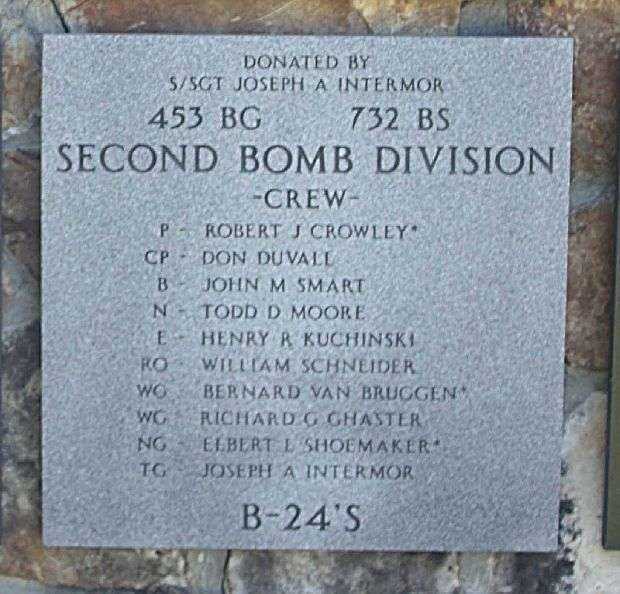 DONATED BY
S/SGT JOSEPH A INTERMOR
453 BG 732 BS
SECOND BOMB DIVISION
-CREW-
P - ROBERT J CROWLEY*
CP - DON DUVALL
B - JOHN M SMART
N - TODD D MOORE
E - HENRY R KUCHINSKI
RO - WILLIAM SCHNEIDER
WG - BERNARD VAN BRUGGEN*
WG - RICHARD G GHASTER
NG - ELBERT L SHOEMAKER*
TG - JOSEPH A INTERMOR
B-24'S